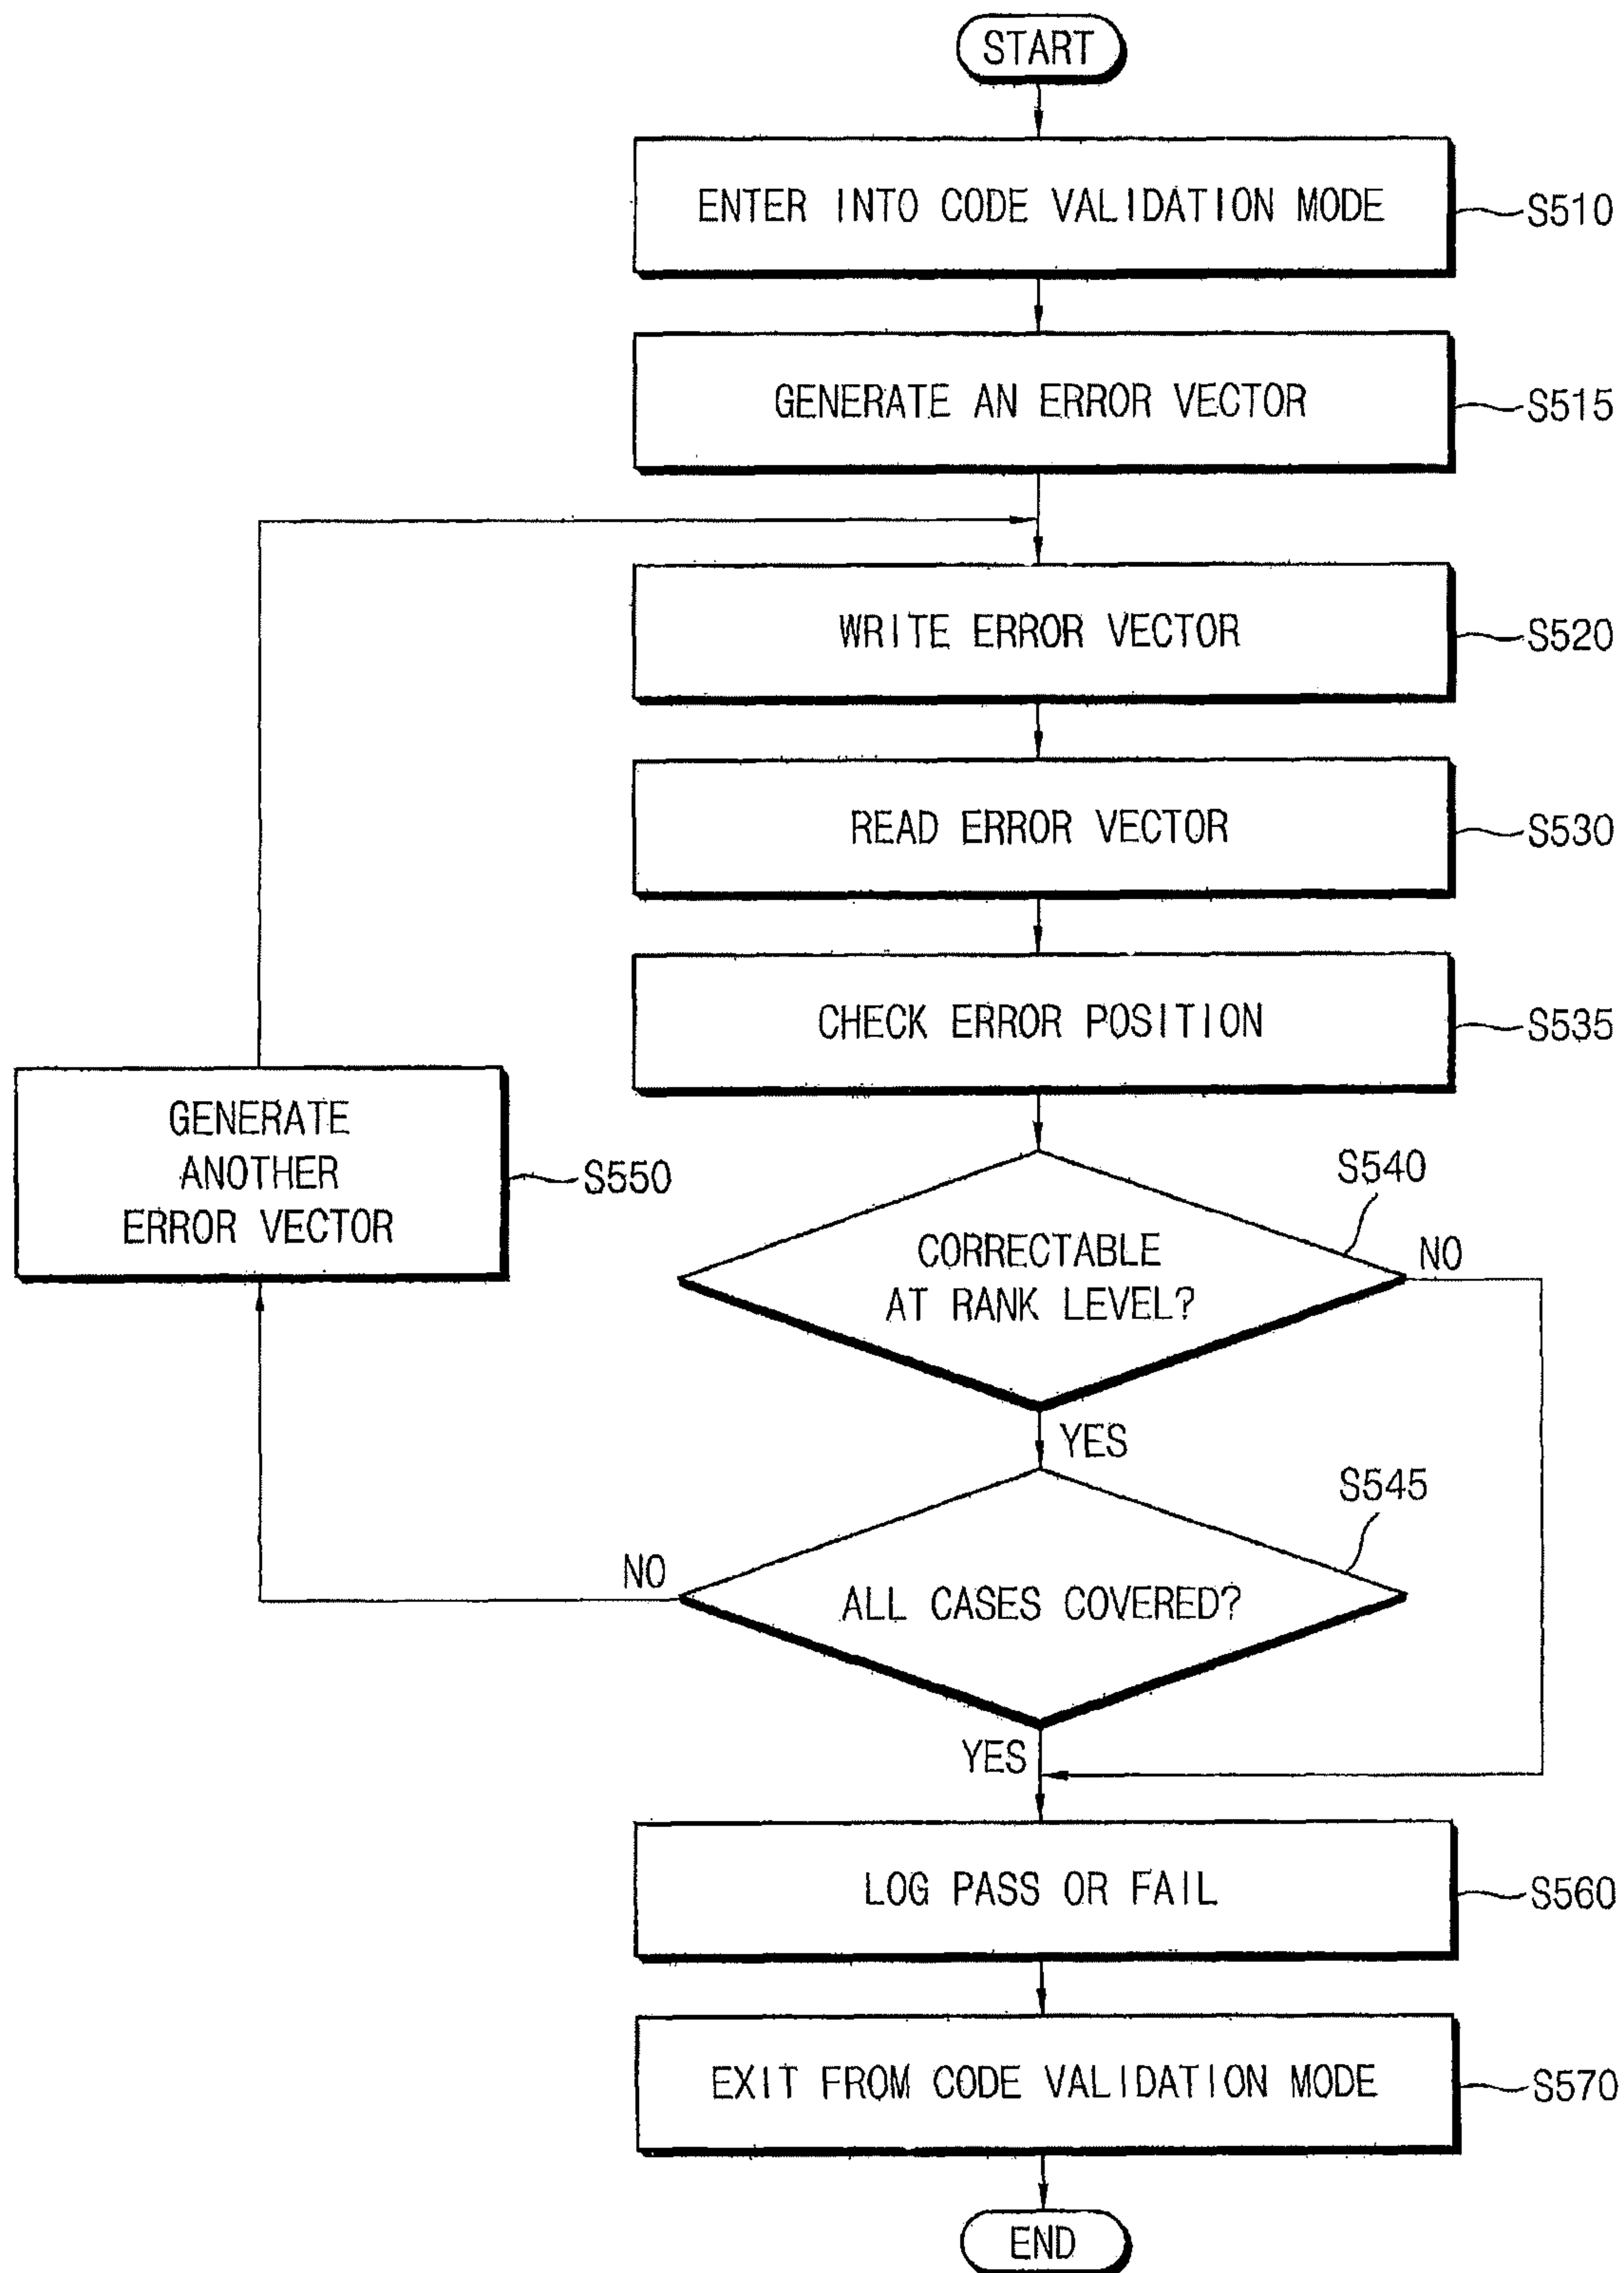 START
ENTER INTO CODE VALIDATION MODE
S510
GENERATE AN ERROR VECTOR
S515
WRITE ERROR VECTOR
S520
READ ERROR VECTOR
S530
CHECK ERROR POSITION
S535
GENERATE
ANOTHER
ERROR VECTOR
S550
S540
CORRECTABLE
AT RANK LEVEL?
NO
YES
S545
NO
ALL CASES COVERED?
YES
LOG PASS OR FAIL
S560
EXIT FROM CODE VALIDATION MODE
S570
END